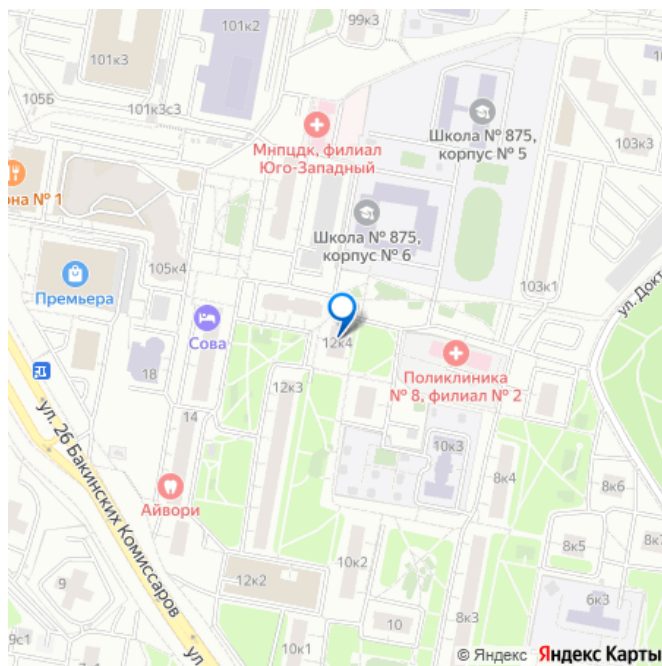 99к3
101к2
101к3
105Б
101к3с3
10
Школа № 875,
корпус № 5
103к3
Мнпцдк, филиал
Юго-Западный
она № 1
Школа № 875,
корпус № 6
105к4
Премьера
103к1
ул. Докт
Сова
12к4
18
Поликлиника
№ 8, филиал № 2
12к3
14
10к3
ул. 26 Бакинских Комиссаров
Айвори
8к4
8к6
8к5
8к7
10к2
9
12к2
6к3
10
8к3
9с1
10к1
ул
© Яндекс Яндекс Карты